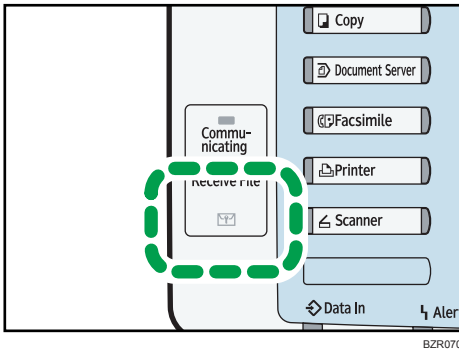 Copy
Document Server
Facsimile
Printer
Scanner
Commu-
nicating
Receive File
Data In
Aler
BZR070